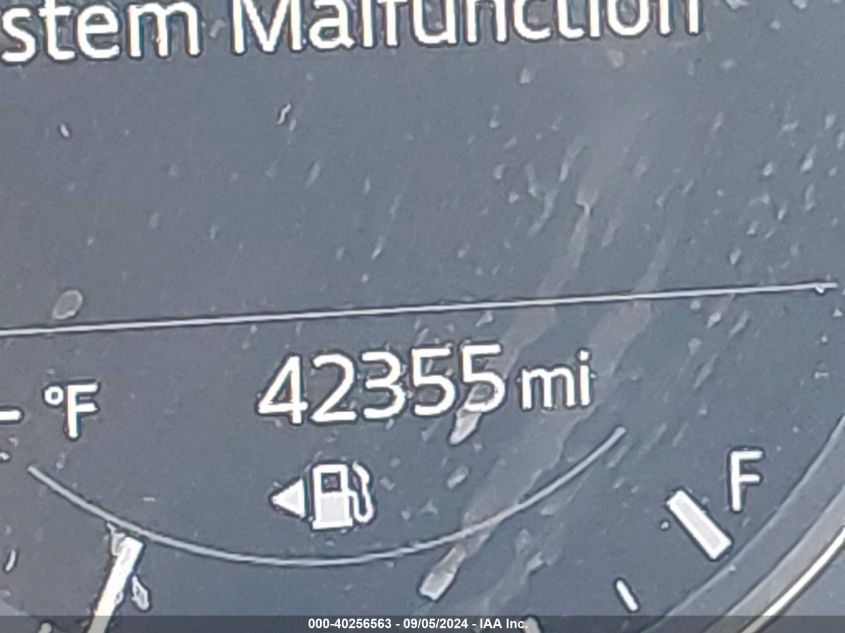 stem Malfunction
- °F
42355 mi
F
000-40256563 - 09/05/2024 - IAA Inc.